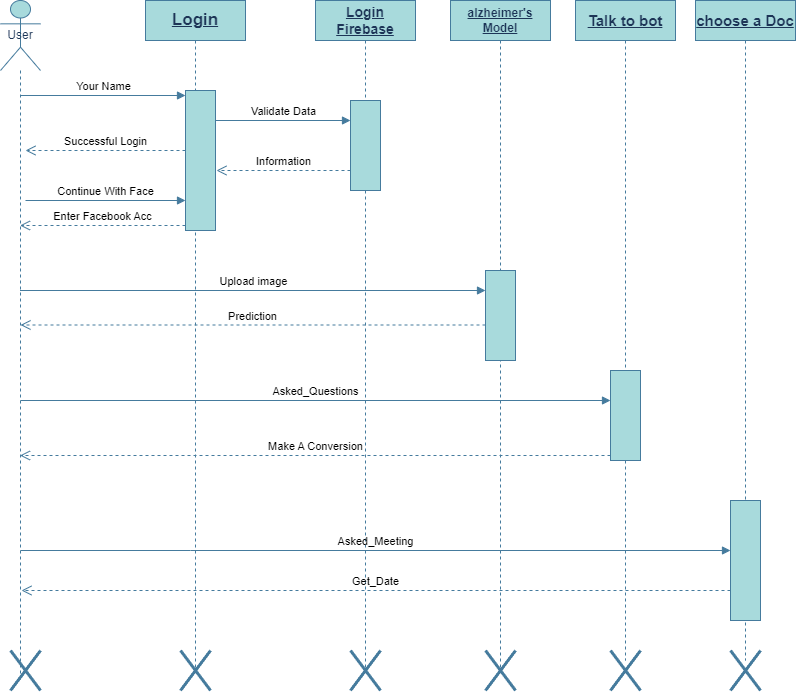 User
Login
Login
Firebase
alzheimer's
Model
Talk to bot
choose a Doc
Your Name
Validate Data
Successful Login
Information
Continue With Face
Enter Facebook Acc
Upload image
Prediction
Asked_Questions
Make A Conversion
Asked_Meeting
Get_Date